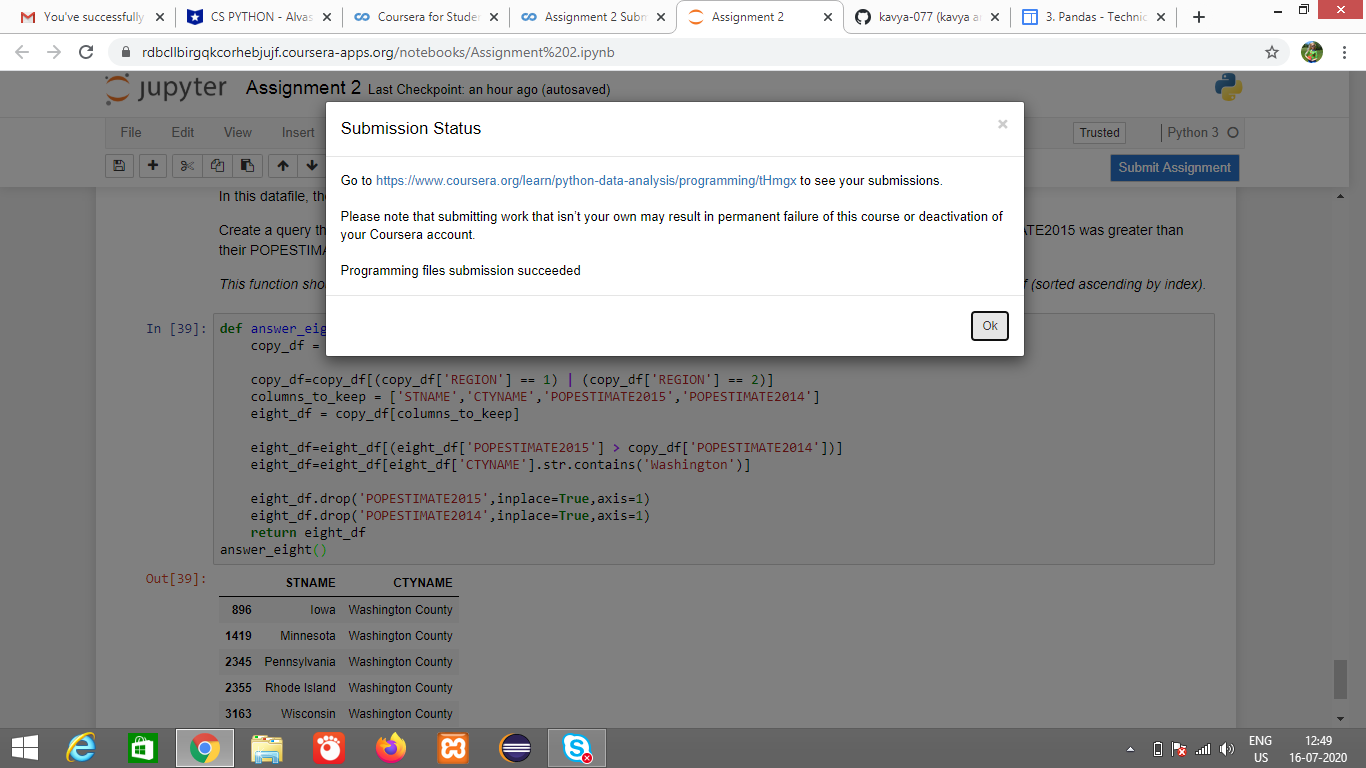 You've successfully
CS PYTHON - Alvas
Coursera for Studen
Assignment 2 Subm
Assignment 2
kavya-077 (kavya a
3. Pandas - Technic
rdbcllbirgqkcorhebjujf.coursera-apps.org/notebooks/Assignment%202.ipynb
jupyter Assignment 2 Last Checkpoint: an hour ago (autosaved)
File Edit View Insert Trusted Python 3
Submit Assignment
Submission Status
Go to https://www.coursera.org/learn/python-data-analysis/programming/tHmgx to see your submissions.
Please note that submitting work that isn't your own may result in permanent failure of this course or deactivation of
your Coursera account.
Programming files submission succeeded
Ok
In this datafile, the
Create a query th ATE2015 was greater than
their POPESTIMA
This function shou f (sorted ascending by index).
In [39]: def answer_eig
copy_df =
copy_df=copy_df[(copy_df['REGION'] == 1) | (copy_df['REGION'] == 2)]
columns_to_keep = ['STNAME','CTYNAME','POPESTIMATE2015','POPESTIMATE2014']
eight_df = copy_df[columns_to_keep]
eight_df=eight_df[(eight_df['POPESTIMATE2015'] > copy_df['POPESTIMATE2014'])]
eight_df=eight_df[eight_df['CTYNAME'].str.contains('Washington')]
eight_df.drop('POPESTIMATE2015',inplace=True,axis=1)
eight_df.drop('POPESTIMATE2014',inplace=True,axis=1)
return eight_df
answer_eight()
Out[39]:
STNAME CTYNAME
896 Iowa Washington County
1419 Minnesota Washington County
2345 Pennsylvania Washington County
2355 Rhode Island Washington County
3163 Wisconsin Washington County
ENG 12:49
US 16-07-2020